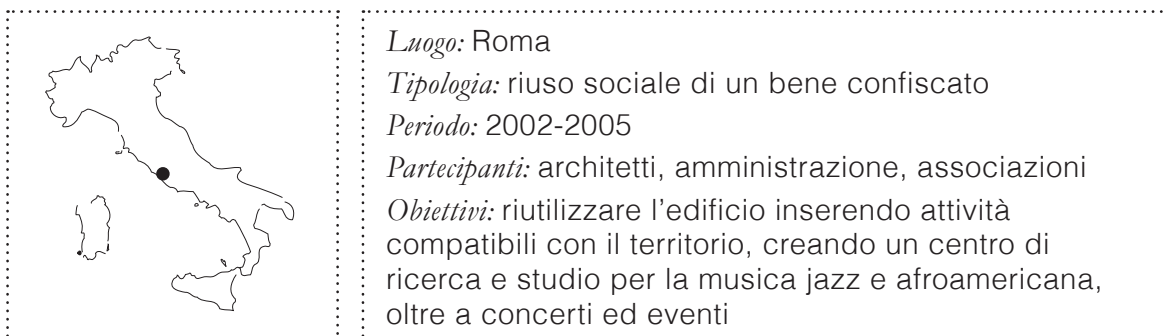 Luogo: Roma
Tipologia: riuso sociale di un bene confiscato
Periodo: 2002-2005
Partecipanti: architetti, amministrazione, associazioni
Obiettivi: riutilizzare l'edificio inserendo attività
compatibili con il territorio, creando un centro di
ricerca e studio per la musica jazz e afroamericana,
oltre a concerti ed eventi